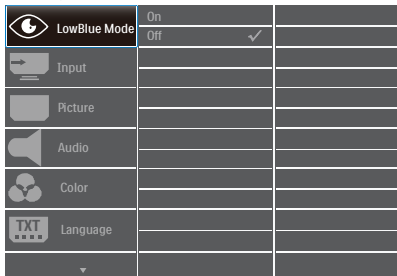 LowBlue Mode
On
Off
Input
Picture
Audio
Color
TXT
Language